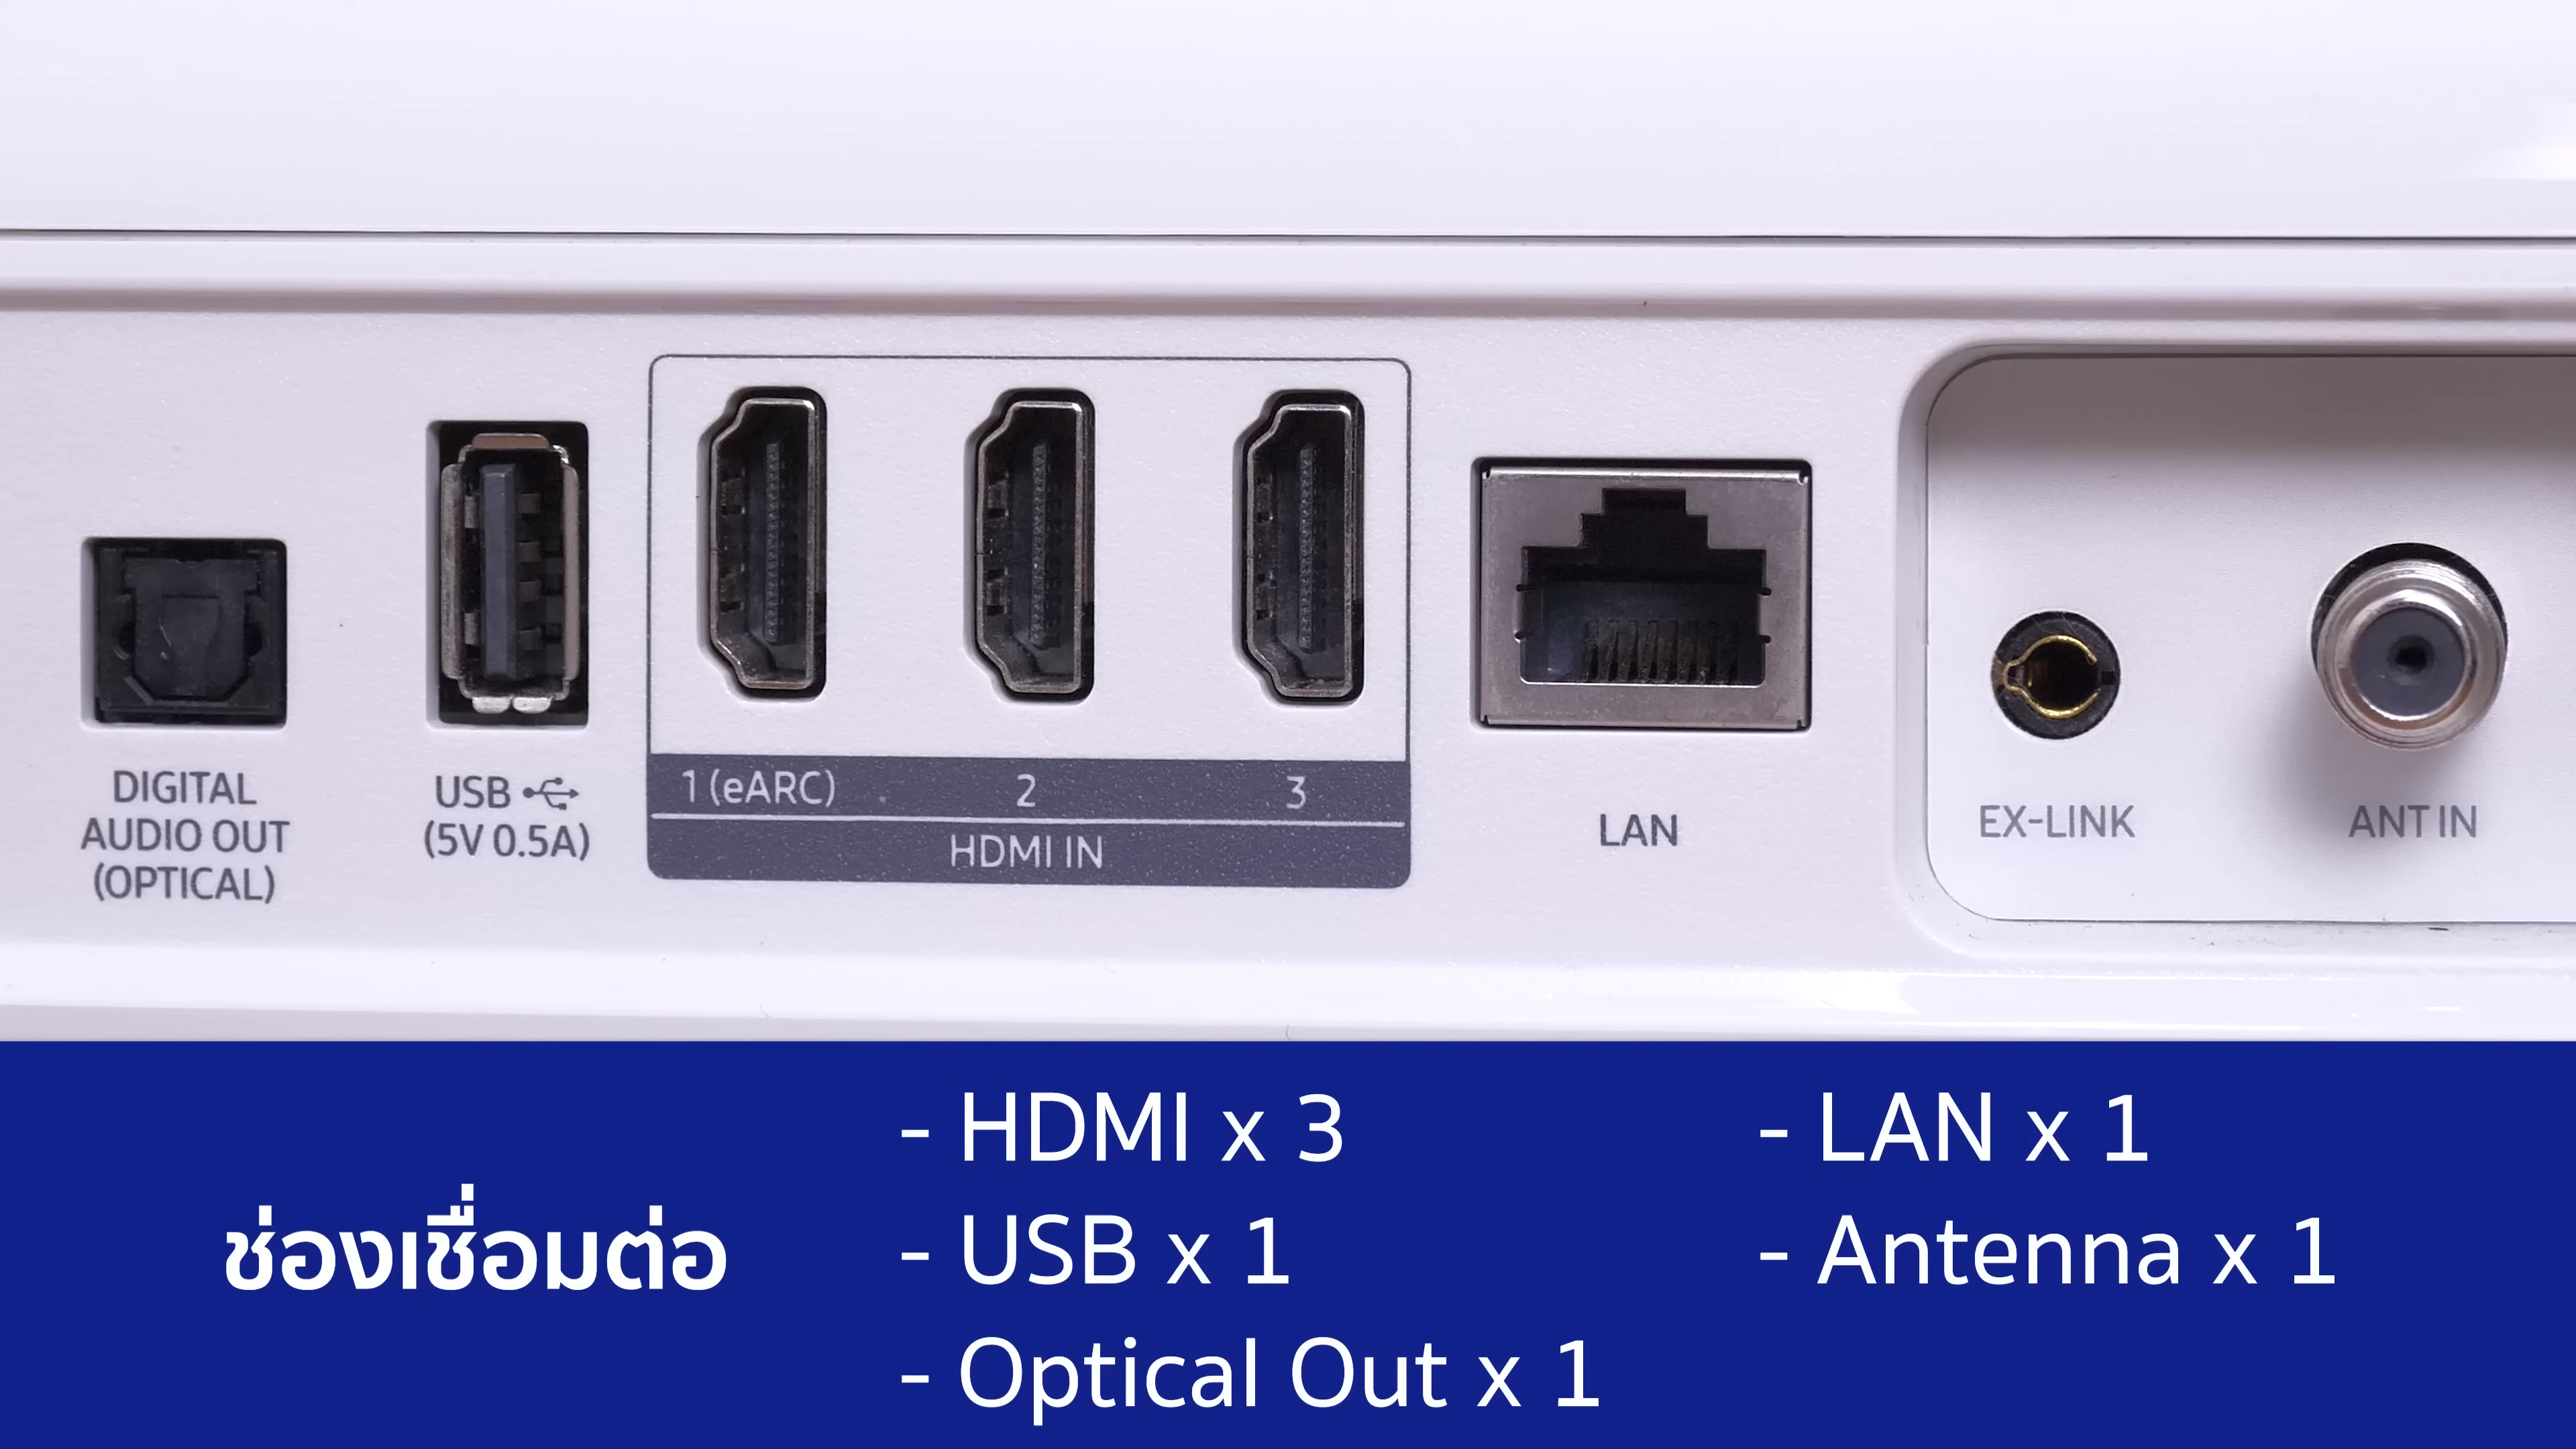 DIGITAL
AUDIO OUT
(OPTICAL)
USB
(5V 0.5A)
1 (eARC) 2 3
HDMI IN
LAN
EX-LINK
ANT IN
ช่องเชื่อมต่อ
- HDMI x 3
- USB x 1
- Optical Out x 1
- LAN x 1
- Antenna x 1